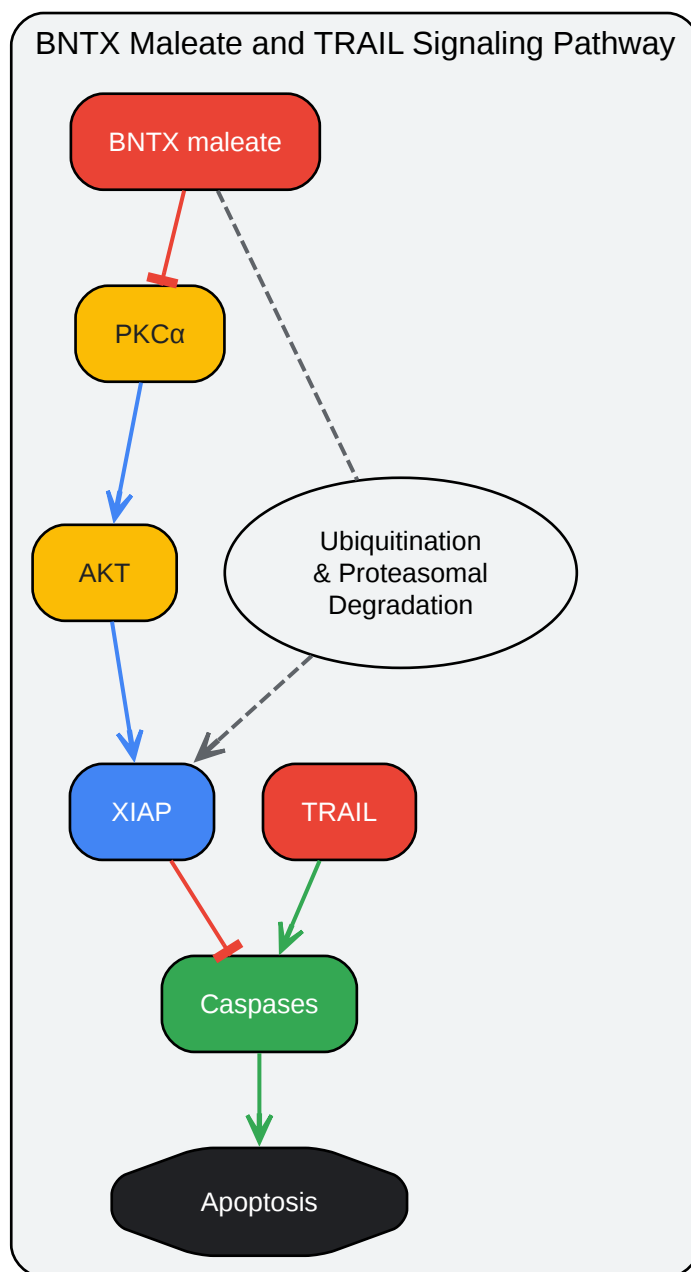 BNTX Maleate and TRAIL Signaling Pathway
BNTX maleate
PKCα
AKT
Ubiquitination
& Proteasomal
Degradation
XIAP
TRAIL
Caspases
Apoptosis